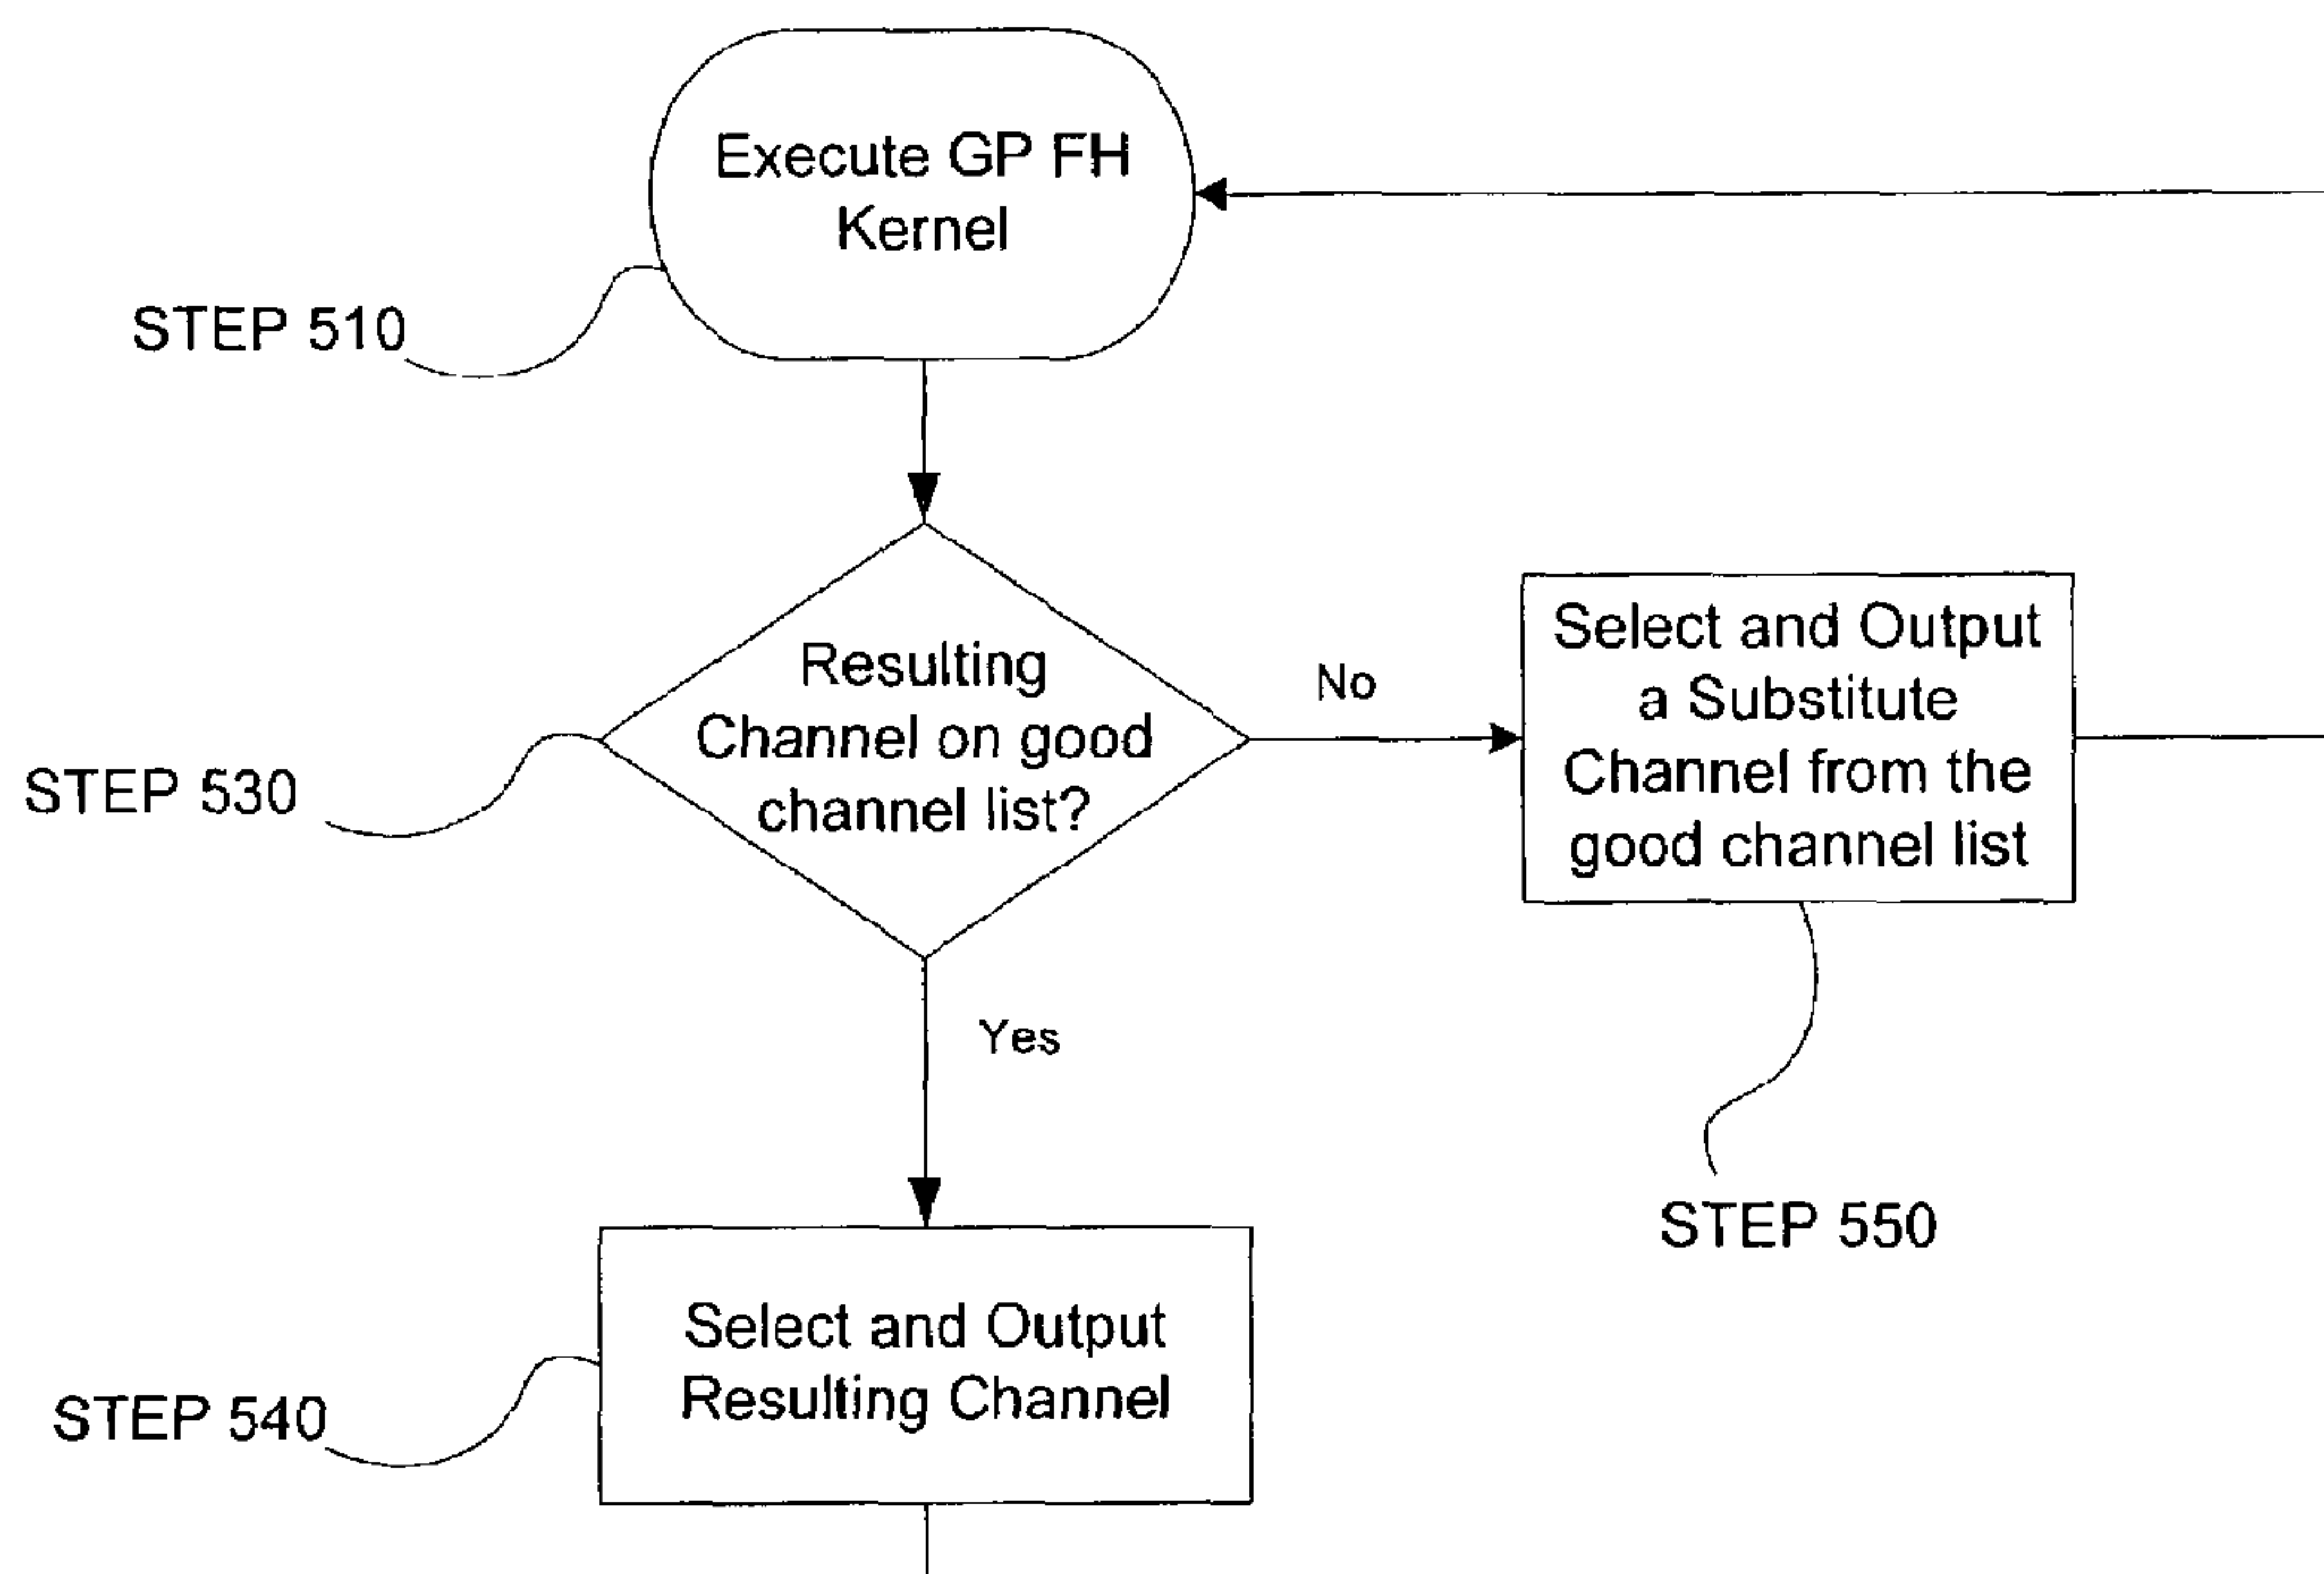 Execute GP FH
Kernel
STEP 510
Resulting
Channel on good
channel list?
STEP 530
No
Select and Output
a Substitute
Channel from the
good channel list
STEP 550
Yes
Select and Output
Resulting Channel
STEP 540